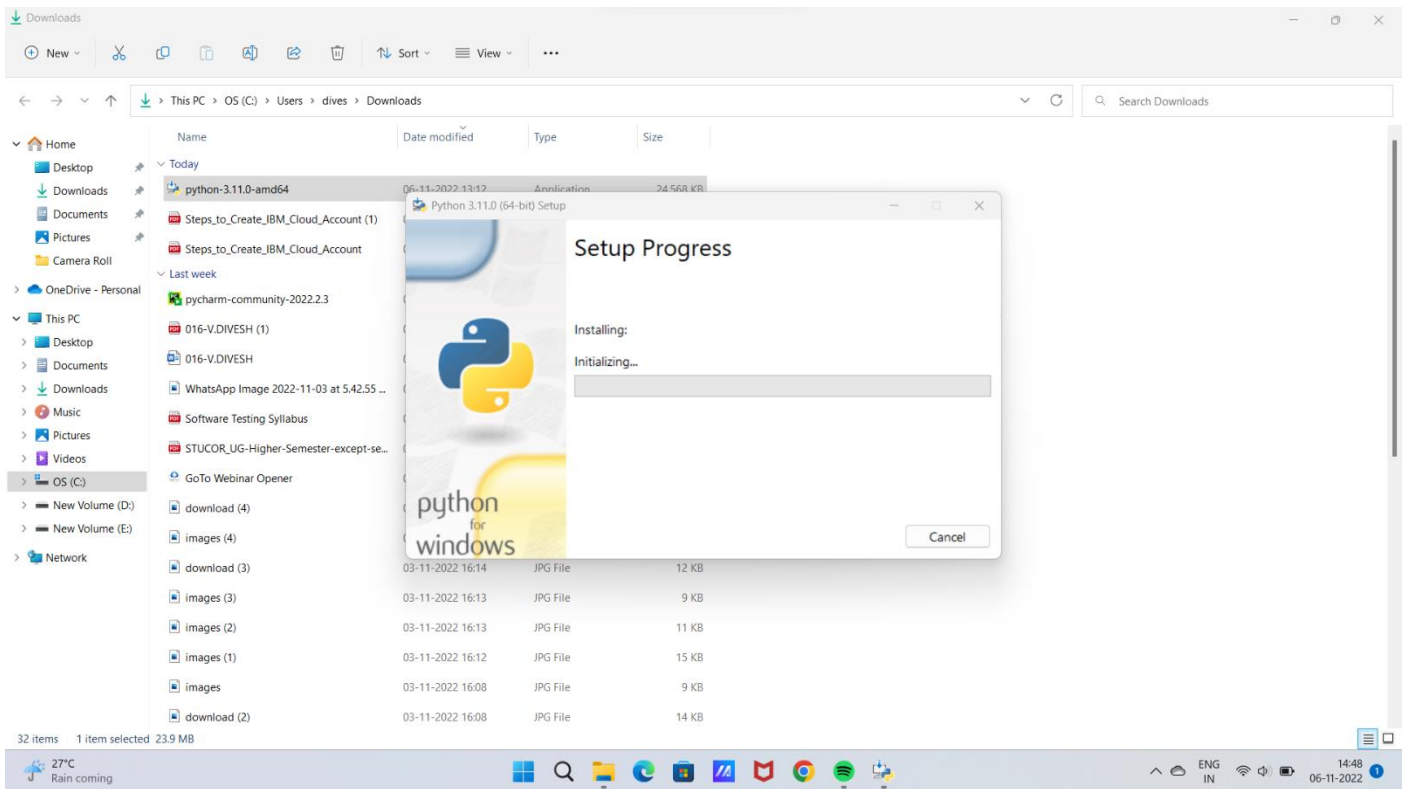 Downloads
New
Sort
View
This PC > OS (C:) > Users > dives > Downloads
Search Downloads
Home
Desktop
Downloads
Documents
Pictures
Camera Roll
OneDrive - Personal
This PC
Desktop
Documents
Downloads
Music
Pictures
Videos
OS (C:)
New Volume (D:)
New Volume (E:)
Network
Name Date modified Type Size
Today
python-3.11.0-amd64 06-11-2022 13:12 Application 24,568 KB
Steps_to_Create_IBM_Cloud_Account (1)
Steps_to_Create_IBM_Cloud_Account
Last week
pycharm-community-2022.2.3
016-V.DIVESH (1)
016-V.DIVESH
WhatsApp Image 2022-11-03 at 5.42.55 ...
Software Testing Syllabus
STUCOR_UG-Higher-Semester-except-se...
GoTo Webinar Opener
download (4)
images (4)
download (3) 03-11-2022 16:14 JPG File 12 KB
images (3) 03-11-2022 16:13 JPG File 9 KB
images (2) 03-11-2022 16:13 JPG File 11 KB
images (1) 03-11-2022 16:12 JPG File 15 KB
images 03-11-2022 16:08 JPG File 9 KB
download (2) 03-11-2022 16:08 JPG File 14 KB
Python 3.11.0 (64-bit) Setup
Setup Progress
Installing:
Initializing...
python
for
windows
Cancel
32 items 1 item selected 23.9 MB
27°C
Rain coming
ENG
IN
14:48
06-11-2022
1